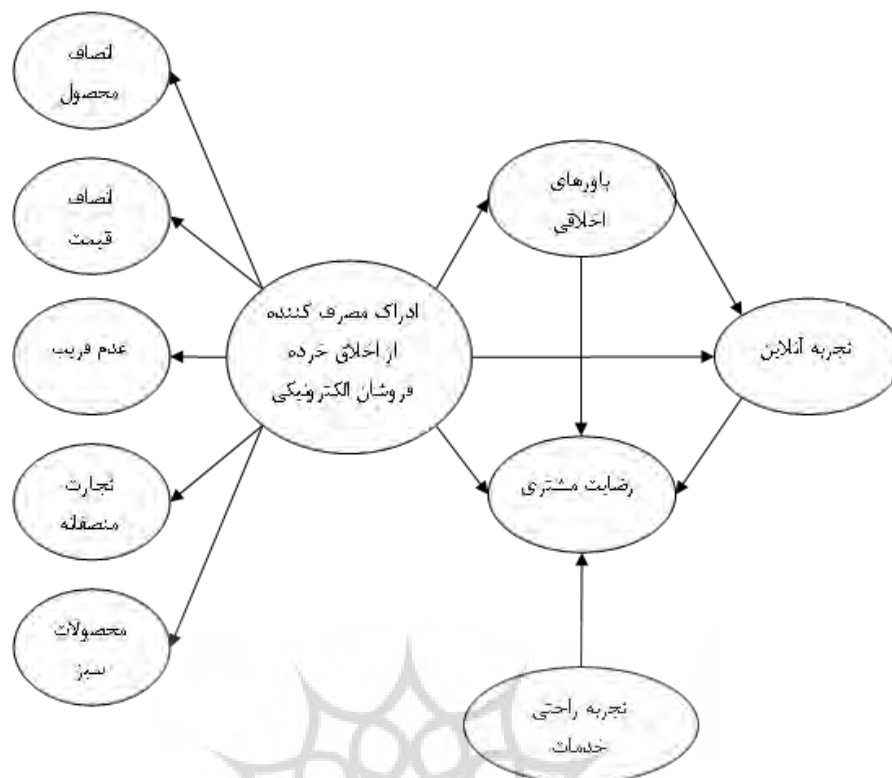 انصاف
محصول
انصاف
قیمت
عدم فریب
تجارت
منصفانه
محصولات
سبز
ادراک مصرف کننده
از اخلاق خرده
فروشان الکترونیکی
باورهای
اخلاقی
تجربه آنلاین
رضایت مشتری
تجربه راحتی
خدمات